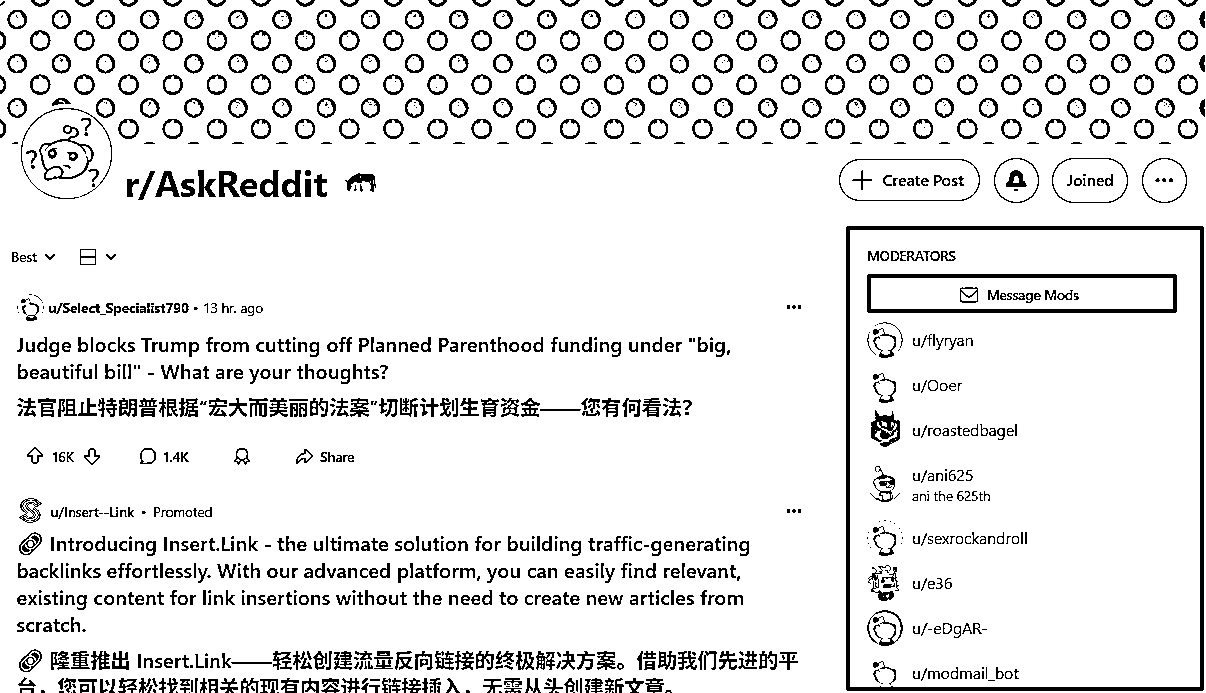 r/AskReddit
Create Post
Joined
Best
u/Select_Specialist790 • 13 hr. ago
Judge blocks Trump from cutting off Planned Parenthood funding under "big,
beautiful bill" - What are your thoughts?
法官阻止特朗普根据“宏大而美丽的法案”切断计划生育资金——您有何看法？
16K
1.4K
Share
u/Insert--Link • Promoted
Introducing Insert.Link - the ultimate solution for building traffic-generating
backlinks effortlessly. With our advanced platform, you can easily find relevant,
existing content for link insertions without the need to create new articles from
scratch.
隆重推出 Insert.Link——轻松创建流量反向链接的终极解决方案。借助我们先进的平
台，您可以轻松找到相关的现有内容进行链接插入，无需从头创建新文章。
MODERATORS
Message Mods
u/flyryan
u/Ooer
u/roastedbagel
u/ani625
ani the 625th
u/sexrockandroll
u/e36
u/-eDgAR-
u/modmail_bot